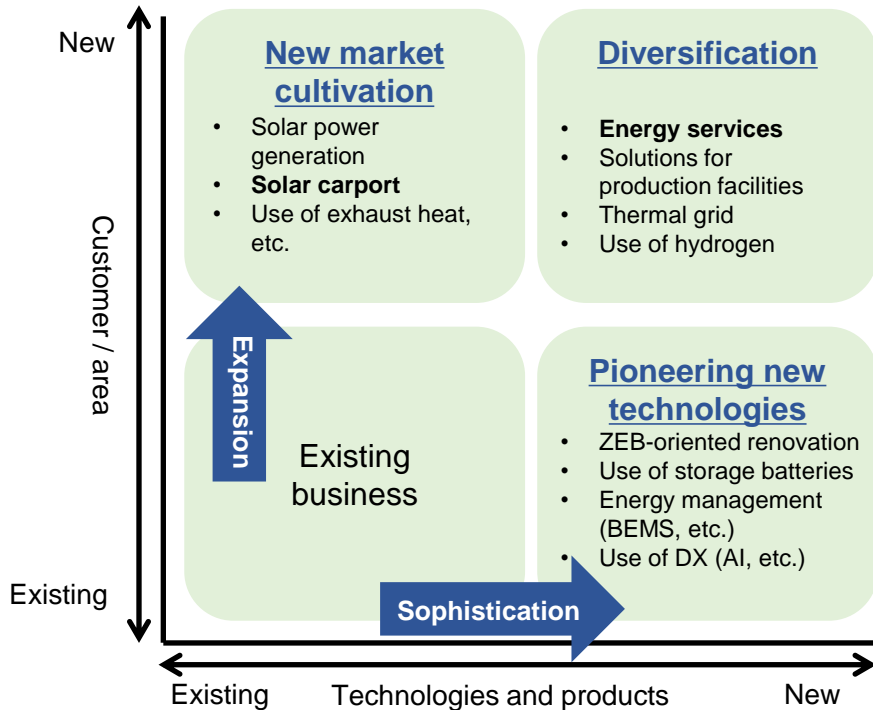 New
Customer / area
Existing
New market
cultivation
• Solar power
generation
• Solar carport
• Use of exhaust heat,
etc.
Diversification
• Energy services
• Solutions for
production facilities
• Thermal grid
• Use of hydrogen
Expansion
Existing
business
Pioneering new
technologies
• ZEB-oriented renovation
• Use of storage batteries
• Energy management
(BEMS, etc.)
• Use of DX (AI, etc.)
Sophistication
Existing
Technologies and products
New